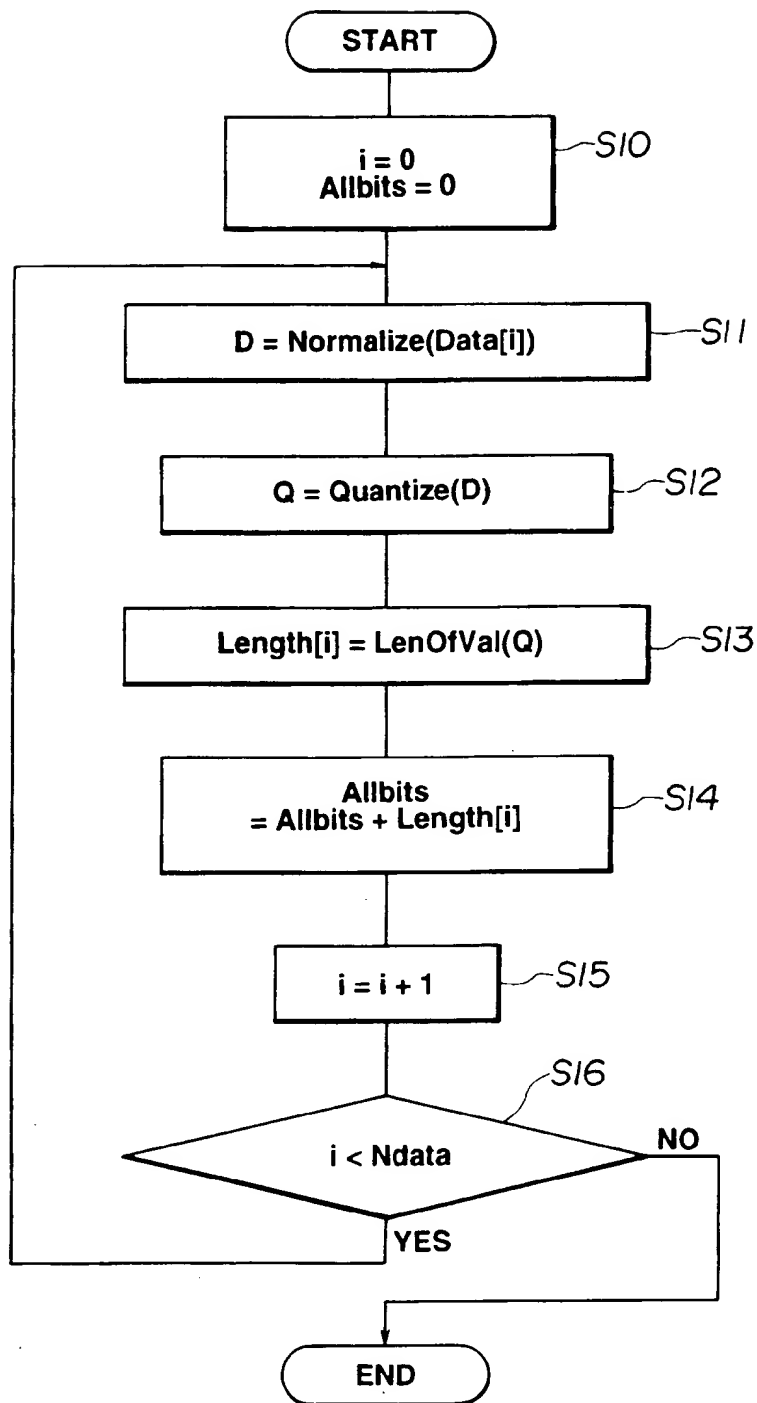 START
i = 0
Allbits = 0
S10
D = Normalize(Data[i])
S11
Q = Quantize(D)
S12
Length[i] = LenOfVal(Q)
S13
Allbits
= Allbits + Length[i]
S14
i = i + 1
S15
S16
i < Ndata
NO
YES
END